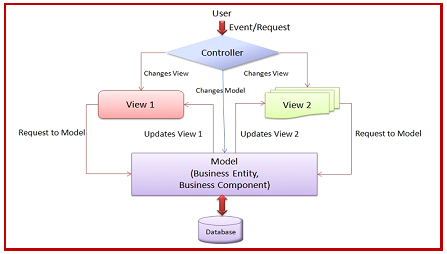 User
Event/Request
Controller
Changes View
Changes View
Changes Model
View 1
View 2
Request to Model
Updates View 1
Updates View 2
Request to Model
Model
(Business Entity,
Business Component)
Database